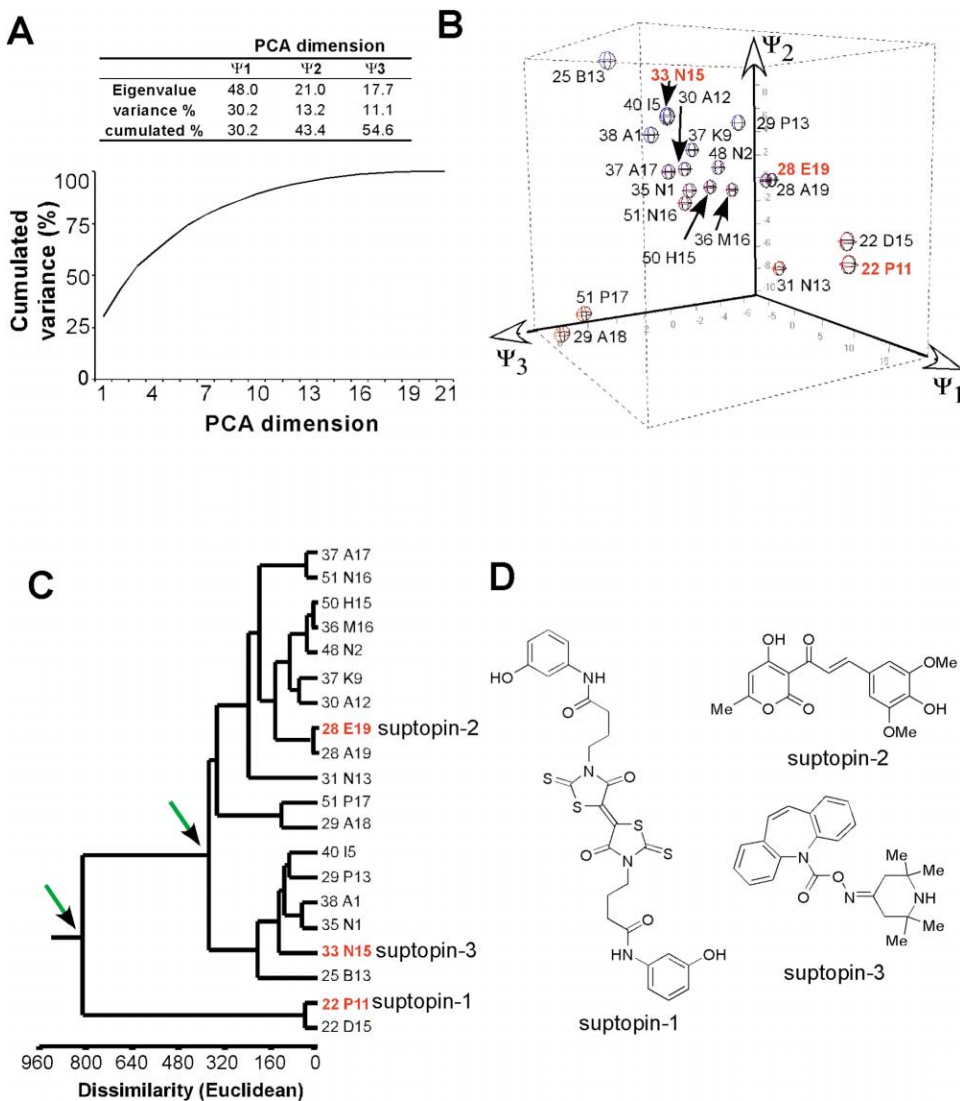 A
PCA dimension
Ψ1 Ψ2 Ψ3
Eigenvalue 48.0 21.0 17.7
variance % 30.2 13.2 11.1
cumulated % 30.2 43.4 54.6
Cumulated
variance (%)
100
75
50
25
0
1 4 7 10 13 16 19 21
PCA dimension
B
Ψ2
25 B13
33 N15
30 A12
40 I5
29 P13
38 A1
37 K9
48 N2
28 E19
37 A17
28 A19
35 N1
51 N16
36 M16
50 H15
22 D15
22 P11
31 N13
51 P17
29 A18
Ψ3
Ψ1
C
37 A17
51 N16
50 H15
36 M16
48 N2
37 K9
30 A12
28 E19 suptopin-2
28 A19
31 N13
51 P17
29 A18
40 I5
29 P13
38 A1
35 N1
33 N15 suptopin-3
25 B13
22 P11 suptopin-1
22 D15
960 800 640 480 320 160 0
Dissimilarity (Euclidean)
D
HO
NH
O
N
S
O
S
S
O
S
N
O
N
H
OH
suptopin-1
OH
O
OMe
Me
O
O
OH
OMe
suptopin-2
N
O
O
N
Me
Me
NH
Me
Me
suptopin-3